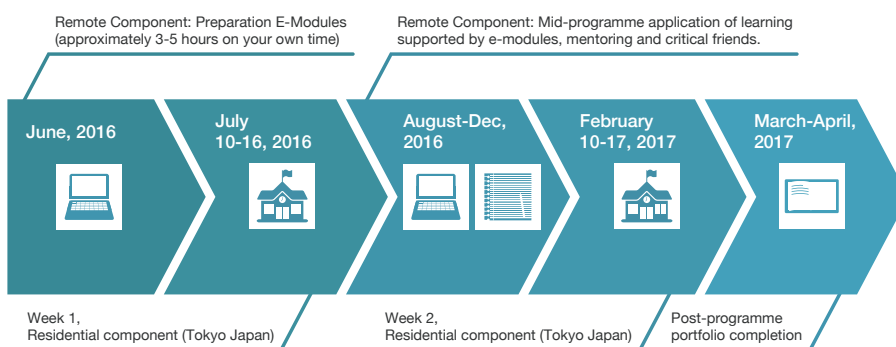 Remote Component: Preparation E-Modules
(approximately 3-5 hours on your own time)
Remote Component: Mid-programme application of learning
supported by e-modules, mentoring and critical friends.
June, 2016
July
10-16, 2016
August-Dec,
2016
February
10-17, 2017
March-April,
2017
Week 1,
Residential component (Tokyo Japan)
Week 2,
Residential component (Tokyo Japan)
Post-programme
portfolio completion